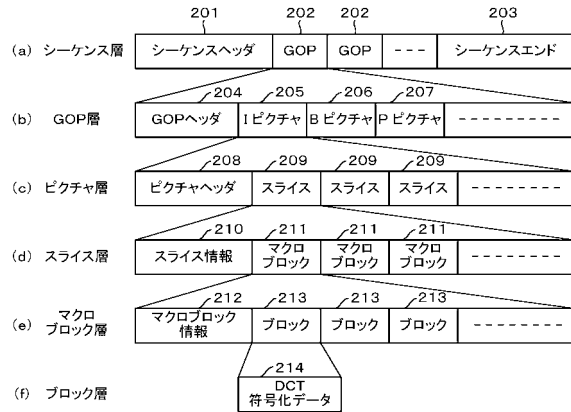 201 202 202 203
(a) シーケンス層 シーケンスヘッダ GOP GOP --- シーケンスエンド
204 205 206 207
(b) GOP層 GOPヘッダ Iピクチャ Bピクチャ Pピクチャ ---------
208 209 209 209
(c) ピクチャ層 ピクチャヘッダ スライス スライス スライス ---------
210 211 211 211
(d) スライス層 スライス情報 マクロ ブロック マクロ ブロック マクロ ブロック ---------
212 213 213 213
(e) マクロ ブロック層 マクロブロック 情報 ブロック ブロック ブロック ---------
214
(f) ブロック層 DCT 符号化データ